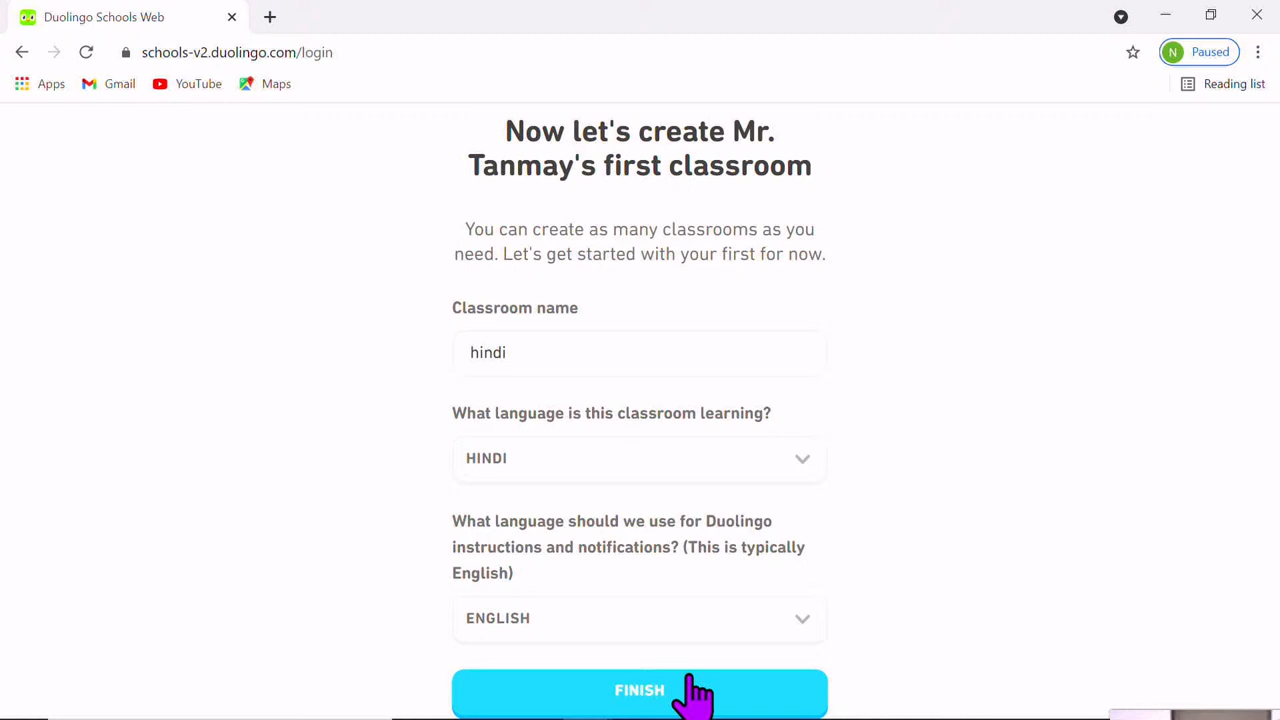 Duolingo Schools Web
schools-v2.duolingo.com/login
N Paused
Apps Gmail YouTube Maps Reading list
Now let's create Mr.
Tanmay's first classroom
You can create as many classrooms as you
need. Let's get started with your first for now.
Classroom name
hindi
What language is this classroom learning?
HINDI
What language should we use for Duolingo
instructions and notifications? (This is typically
English)
ENGLISH
FINISH